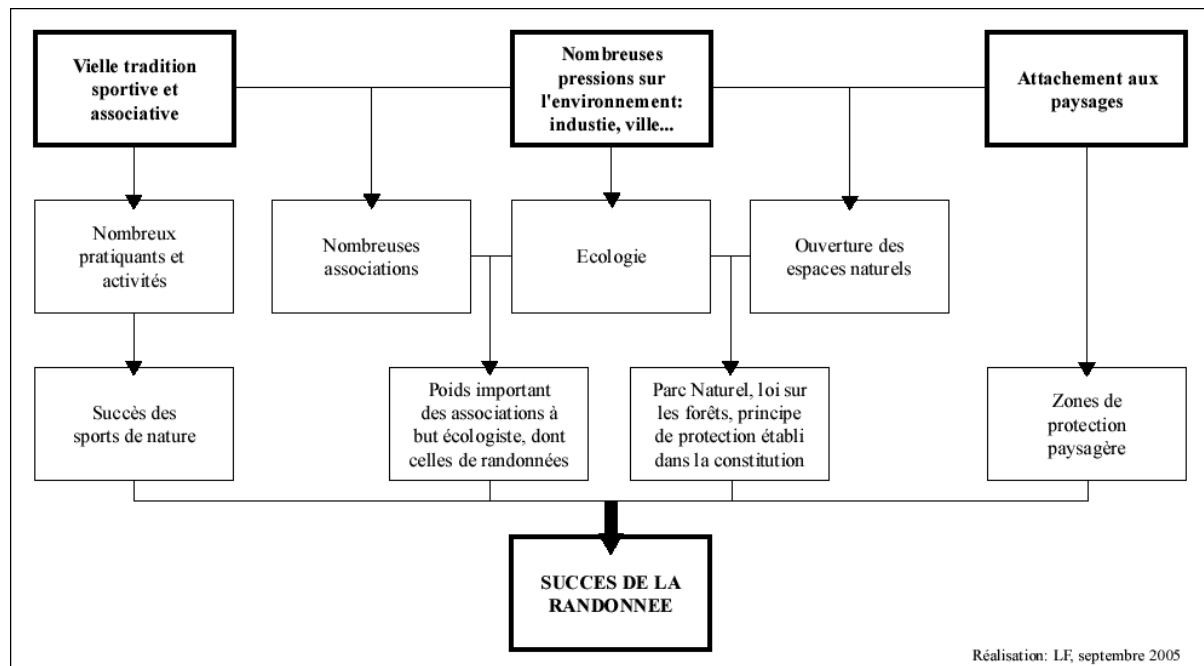 Vielle tradition
sportive et
associative
Nombreuses
pressions sur
l'environnement:
industie, ville...
Attachement aux
paysages
Nombreux
pratiquants et
activités
Nombreuses
associations
Ecologie
Ouverture des
espaces naturels
Succès des
sports de nature
Poids important
des associations à
but écologiste, dont
celles de randonnées
Parc Naturel, loi sur
les forêts, principe
de protection établi
dans la constitution
Zones de
protection
paysagère
SUCCES DE LA
RANDONNEE
Réalisation: LF, septembre 2005